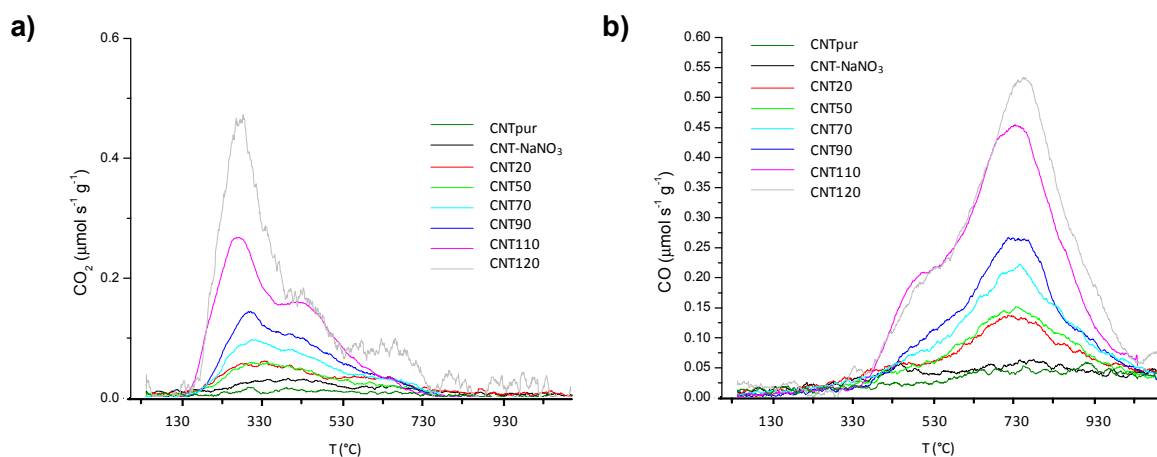 a)
0.6
0.4
0.2
0.0
CO₂ (μmol s⁻¹ g⁻¹)
130 330 530 730 930
T (°C)
CNTpur
CNT-NaNO₃
CNT20
CNT50
CNT70
CNT90
CNT110
CNT120
b)
0.60
0.55
0.50
0.45
0.40
0.35
0.30
0.25
0.20
0.15
0.10
0.05
0.00
CO (μmol s⁻¹ g⁻¹)
130 330 530 730 930
T (°C)
CNTpur
CNT-NaNO₃
CNT20
CNT50
CNT70
CNT90
CNT110
CNT120